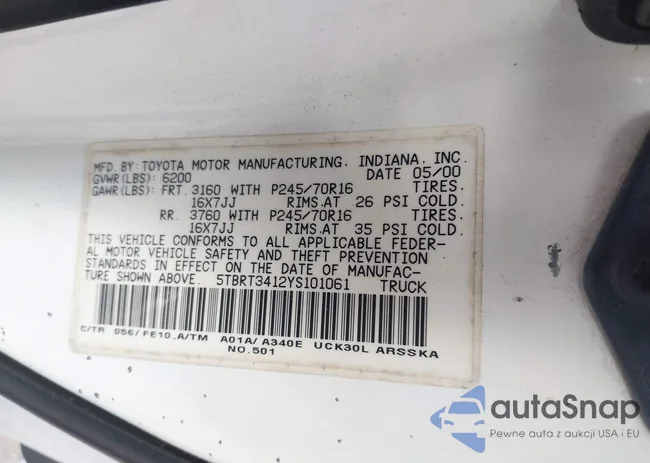 MFD. BY: TOYOTA MOTOR MANUFACTURING, INDIANA, INC.
GVWR(LBS): 6200 DATE 05/00
GAWR(LBS): FRT. 3160 WITH P245/70R16 TIRES.
16X7JJ RIMS.AT 26 PSI COLD.
RR. 3760 WITH P245/70R16 TIRES.
16X7JJ RIMS.AT 35 PSI COLD.
THIS VEHICLE CONFORMS TO ALL APPLICABLE FEDER-
AL MOTOR VEHICLE SAFETY AND THEFT PREVENTION
STANDARDS IN EFFECT ON THE DATE OF MANUFAC-
TURE SHOWN ABOVE. 5TBRT3412YS101061 TRUCK
C/TR 056/FE10.A/TM A01A/A340E UCK30L ARSSKA
NO.501
autoSnap
Pewne auta z aukcji USA i EU